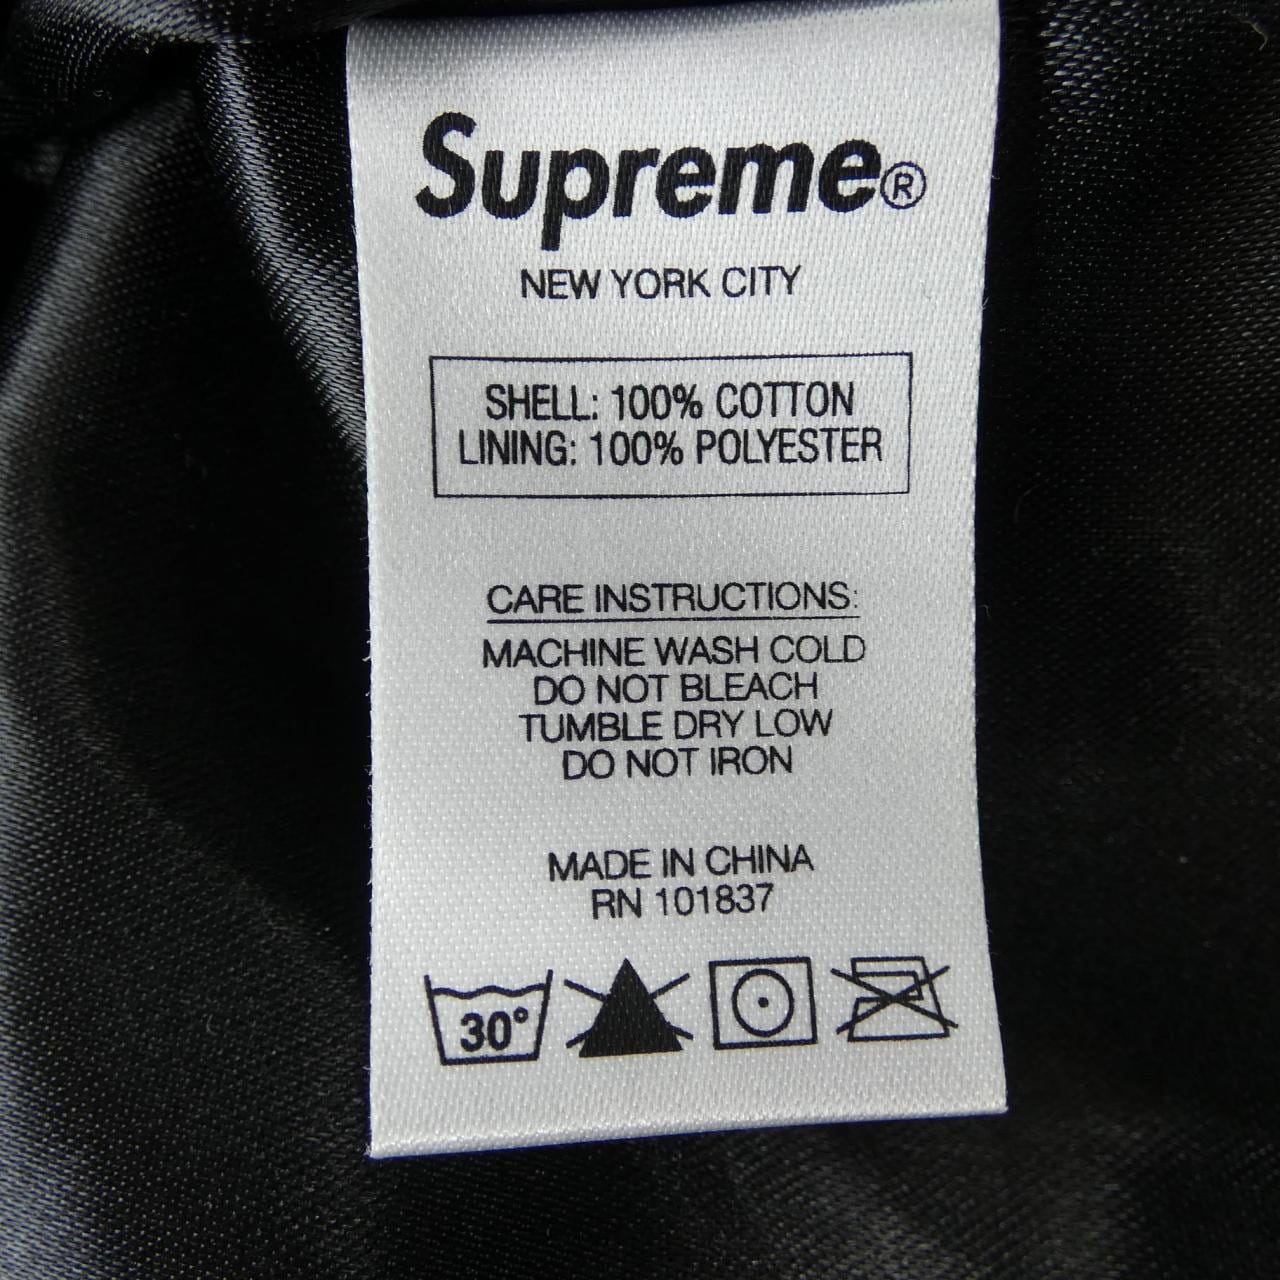 Supreme®
NEW YORK CITY
SHELL: 100% COTTON
LINING: 100% POLYESTER
CARE INSTRUCTIONS:
MACHINE WASH COLD
DO NOT BLEACH
TUMBLE DRY LOW
DO NOT IRON
MADE IN CHINA
RN 101837
30°